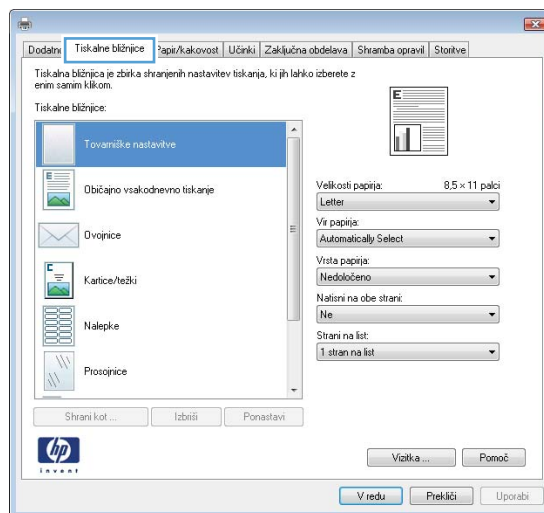 Dodatno
Tiskalne bližnjice
Papir/kakovost
Učinki
Zaključna obdelava
Shramba opravil
Storitve
Tiskalna bližnjica je zbirka shranjenih nastavitev tiskanja, ki jih lahko izberete z
enim samim klikom.
Tiskalne bližnjice:
Tovarniške nastavitve
Običajno vsakodnevno tiskanje
Ovojnice
Kartice/težki
Nalepke
Prosojnice
E
Velikosti papirja: 8,5 × 11 palci
Letter
Vir papirja:
Automatically Select
Vrsta papirja:
Nedoločeno
Natisni na obe strani:
Ne
Strani na list:
1 stran na list
Shrani kot ...
Izbriši
Ponastavi
hp
invent
Vizitka ...
Pomoč
V redu
Prekliči
Uporabi